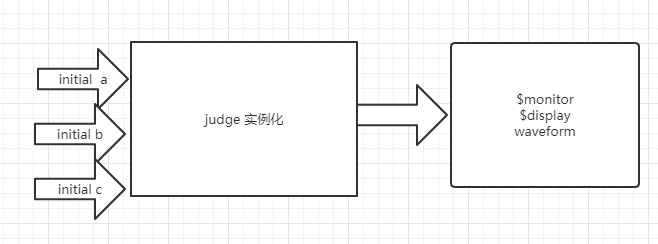 initial a
initial b
initial c
judge 实例化
$monitor
$display
waveform